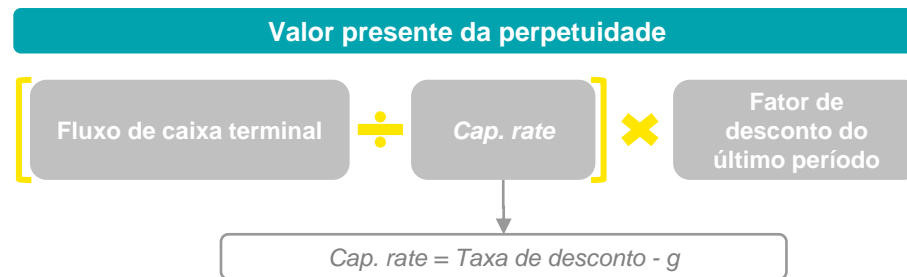 Valor presente da perpetuidade
Fluxo de caixa terminal
÷
Cap. rate
×
Fator de
desconto do
último período
Cap. rate = Taxa de desconto - g